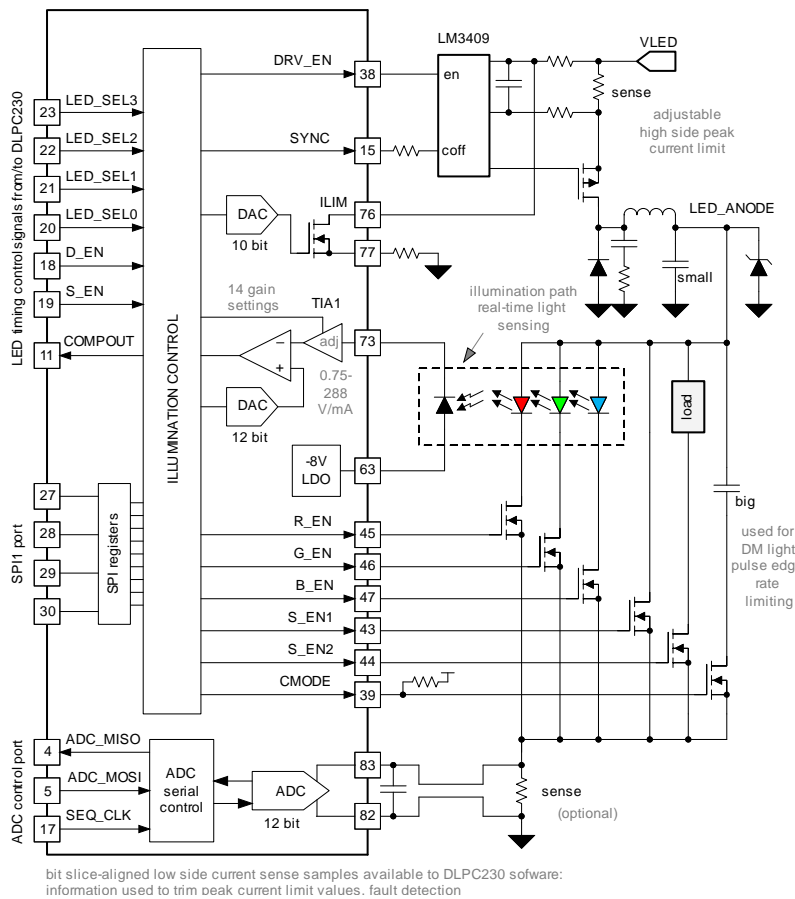 LM3409
VLED
DRV_EN
38
en
sense
adjustable
high side peak
current limit
LED timing control signals from/to DLPC230
23
LED_SEL3
22
LED_SEL2
21
LED_SEL1
20
LED_SEL0
18
D_EN
19
S_EN
11
COMPOUT
ILLUMINATION CONTROL
SYNC
15
coff
DAC
10 bit
ILIM
76
77
LED_ANODE
small
14 gain
settings
TIA1
adj
73
0.75-
288
V/mA
DAC
12 bit
illumination path
real-time light
sensing
-8V
LDO
63
load
big
used for
DM light
pulse edg
rate
limiting
SPI1 port
27
28
29
30
SPI registers
R_EN
45
G_EN
46
B_EN
47
S_EN1
43
S_EN2
44
CMODE
39
ADC control port
4
ADC_MISO
5
ADC_MOSI
17
SEQ_CLK
ADC
serial
control
ADC
12 bit
83
82
sense
(optional)
bit slice-aligned low side current sense samples available to DLPC230 sofware:
information used to trim peak current limit values, fault detection